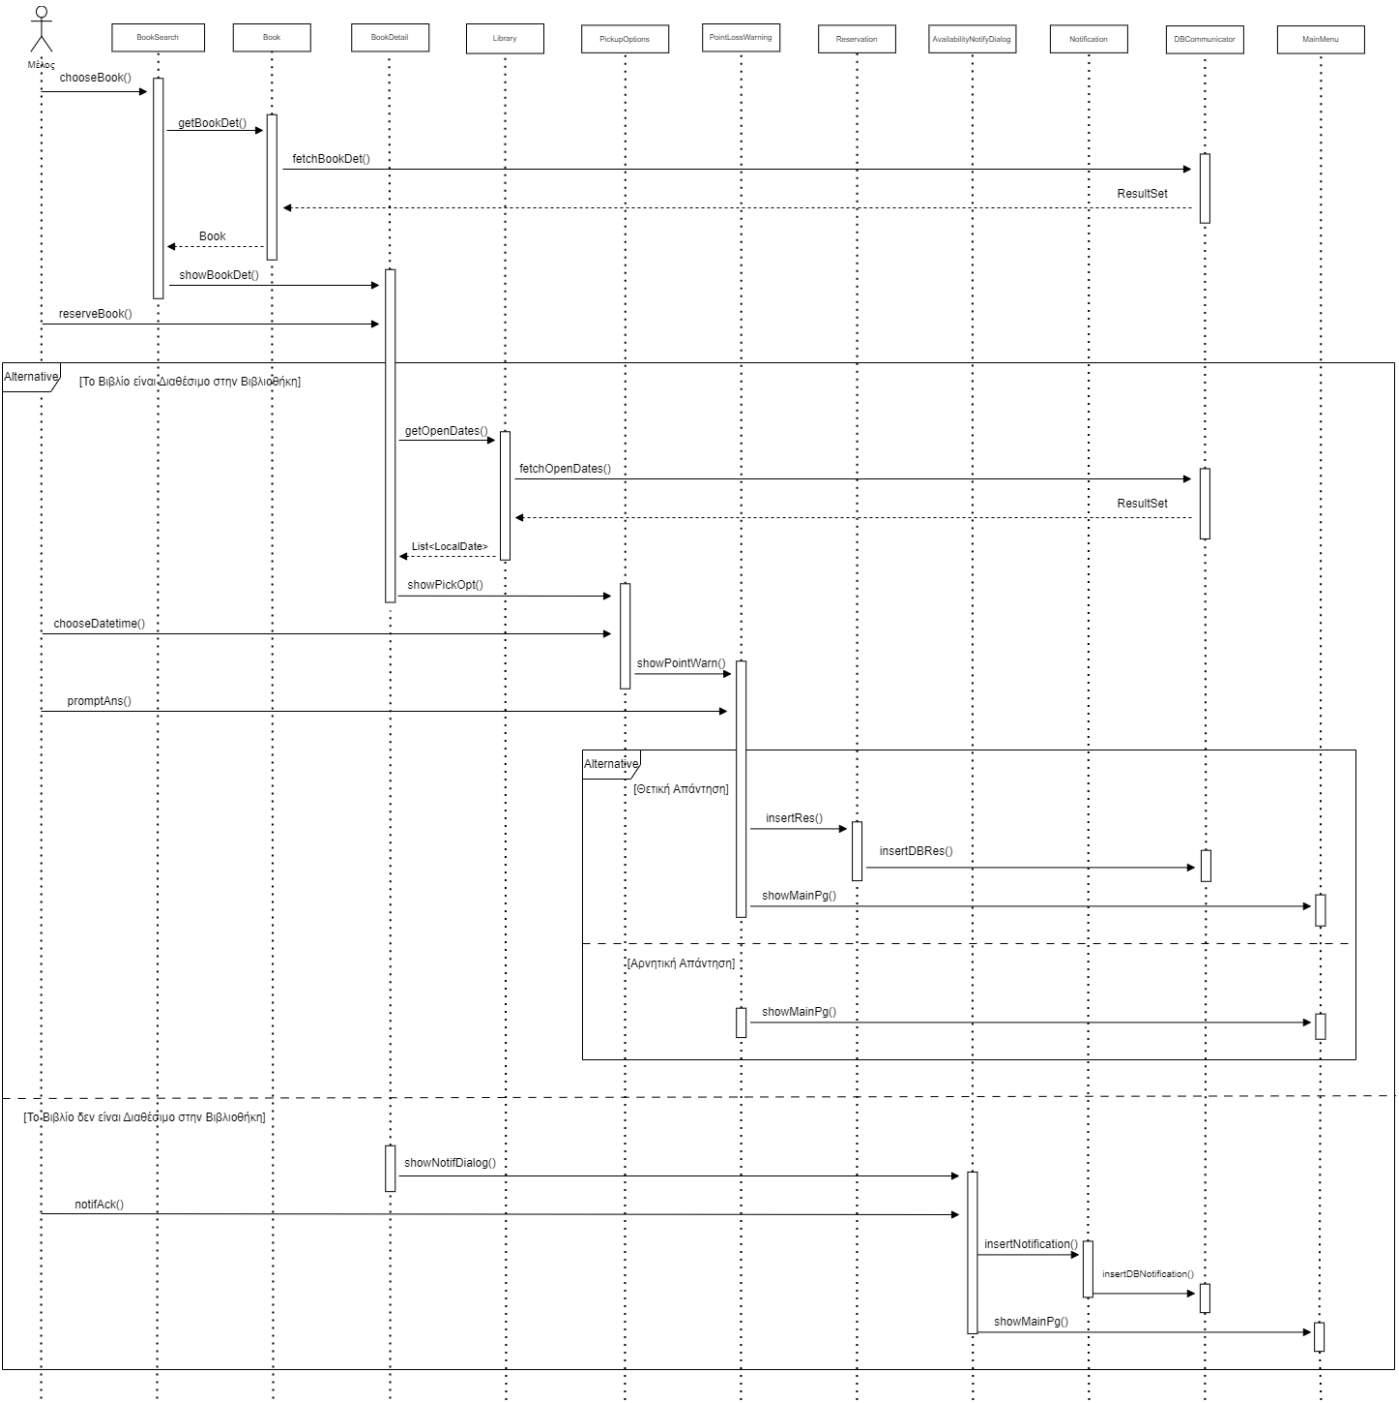 BookSearch
Book
BookDetail
Library
PickupOptions
PointLossWarning
Reservation
AvailabilityNotifyDialog
Notification
DBCommunicator
MainMenu
Μέλος
chooseBook()
getBookDet()
fetchBookDet()
ResultSet
Book
showBookDet()
reserveBook()
Alternative
[Το Βιβλίο είναι Διαθέσιμο στην Βιβλιοθήκη]
getOpenDates()
fetchOpenDates()
ResultSet
List<LocalDate>
showPickOpt()
chooseDatetime()
showPointWarn()
promptAns()
Alternative
[Θετική Απάντηση]
insertRes()
insertDBRes()
showMainPg()
[Αρνητική Απάντηση]
showMainPg()
[Το Βιβλίο δεν είναι Διαθέσιμο στην Βιβλιοθήκη]
showNotifDialog()
notifAck()
insertNotification()
insertDBNotification()
showMainPg()